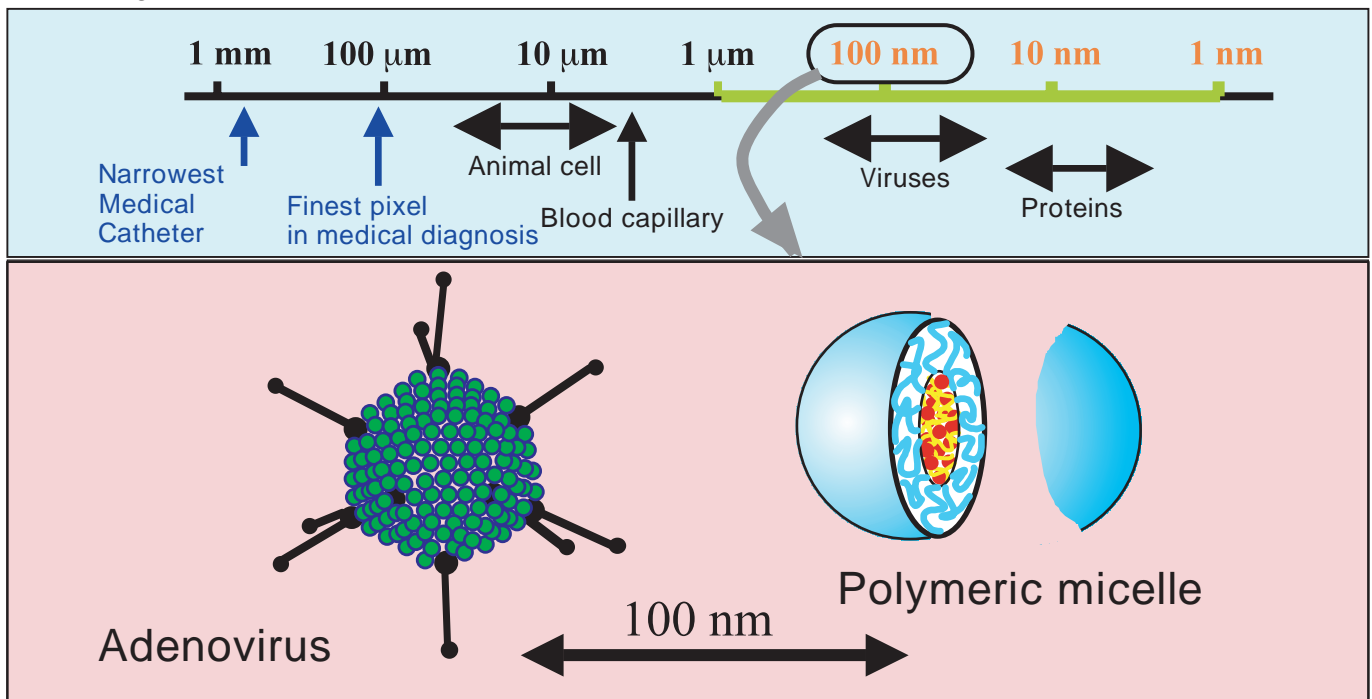 1 mm 100 μm 10 μm 1 μm 100 nm 10 nm 1 nm
Narrowest
Medical
Catheter
Finest pixel
in medical diagnosis
Animal cell
Blood capillary
Viruses
Proteins
Adenovirus
100 nm
Polymeric micelle